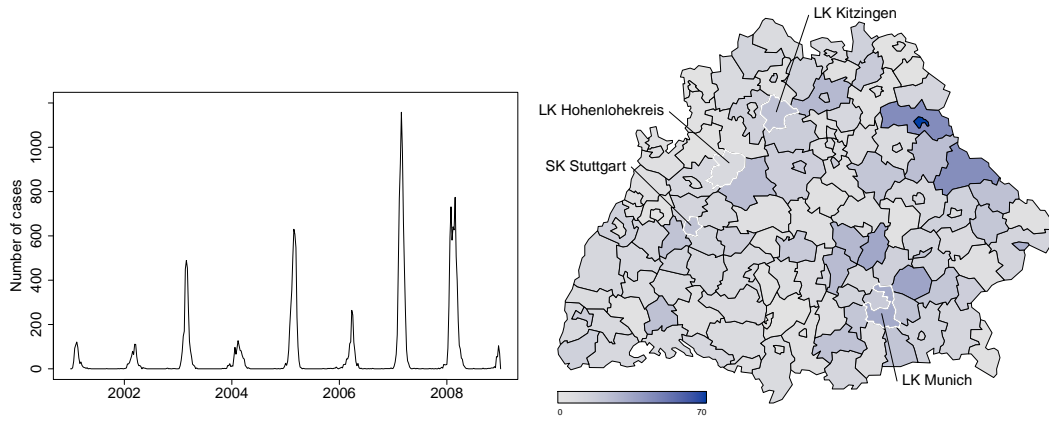 Number of cases
0
200
400
600
800
1000
2002
2004
2006
2008
LK Kitzingen
LK Hohenlohekreis
SK Stuttgart
LK Munich
0
70